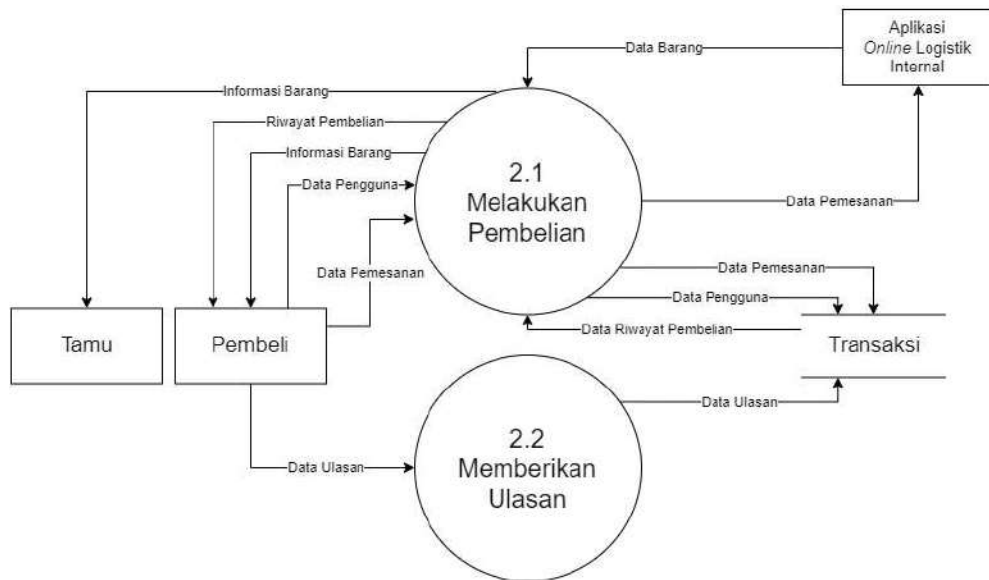 Aplikasi
Online Logistik
Internal
Data Barang
Informasi Barang
Riwayat Pembelian
Informasi Barang
Data Pengguna
2.1
Melakukan
Pembelian
Data Pemesanan
Data Pemesanan
Data Pemesanan
Data Pengguna
Data Riwayat Pembelian
Tamu
Pembeli
Transaksi
2.2
Memberikan
Ulasan
Data Ulasan
Data Ulasan